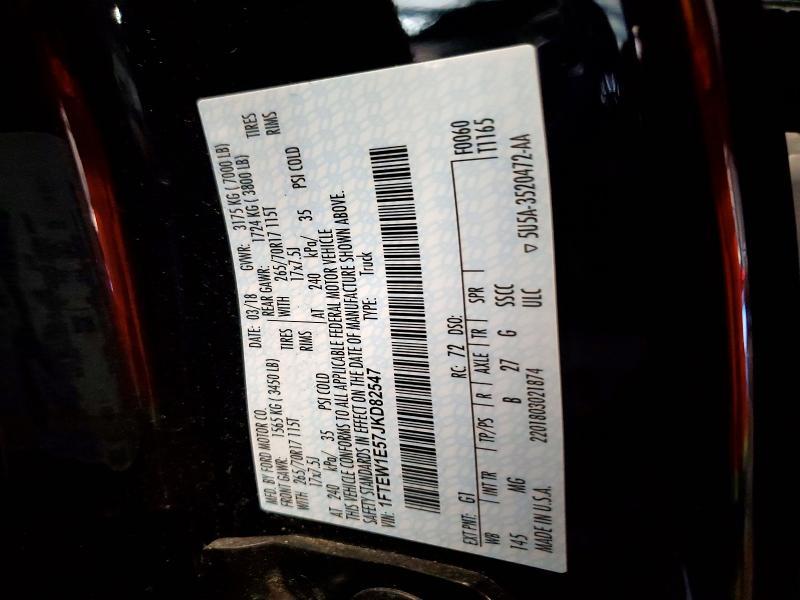 MFD. BY FORD MOTOR CO.
DATE: 03/18 GVWR: 3175 KG ( 7000 LB)
FRONT GAWR: 1565 KG ( 3450 LB) REAR GAWR: 1724 KG ( 3800 LB)
WITH 265/70R17 115T TIRES WITH 265/70R17 115T TIRES
17x7.5J RIMS 17x7.5J RIMS
AT 240 kPa/ 35 PSI COLD AT 240 kPa/ 35 PSI COLD
THIS VEHICLE CONFORMS TO ALL APPLICABLE FEDERAL MOTOR VEHICLE
SAFETY STANDARDS IN EFFECT ON THE DATE OF MANUFACTURE SHOWN ABOVE.
VIN: 1FTEW1E57JKD82547 TYPE: Truck
F0060
EXT PNT: G1 RC: 72 DSO: T1165
WB INT TR TP/PS R AXLE TR SPR
145 MG B 27 G SSCC
MADE IN U.S.A. 2201803021874 ULC
▽ 5U5A-3520472-AA